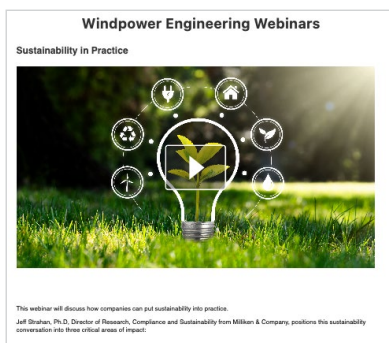 Windpower Engineering Webinars
Sustainability in Practice
This webinar will discuss how companies can put sustainability into practice.
Jeff Strahan, Ph.D, Director of Research, Compliance and Sustainability from Milliken & Company, positions this sustainability
conversation into three critical areas of impact: